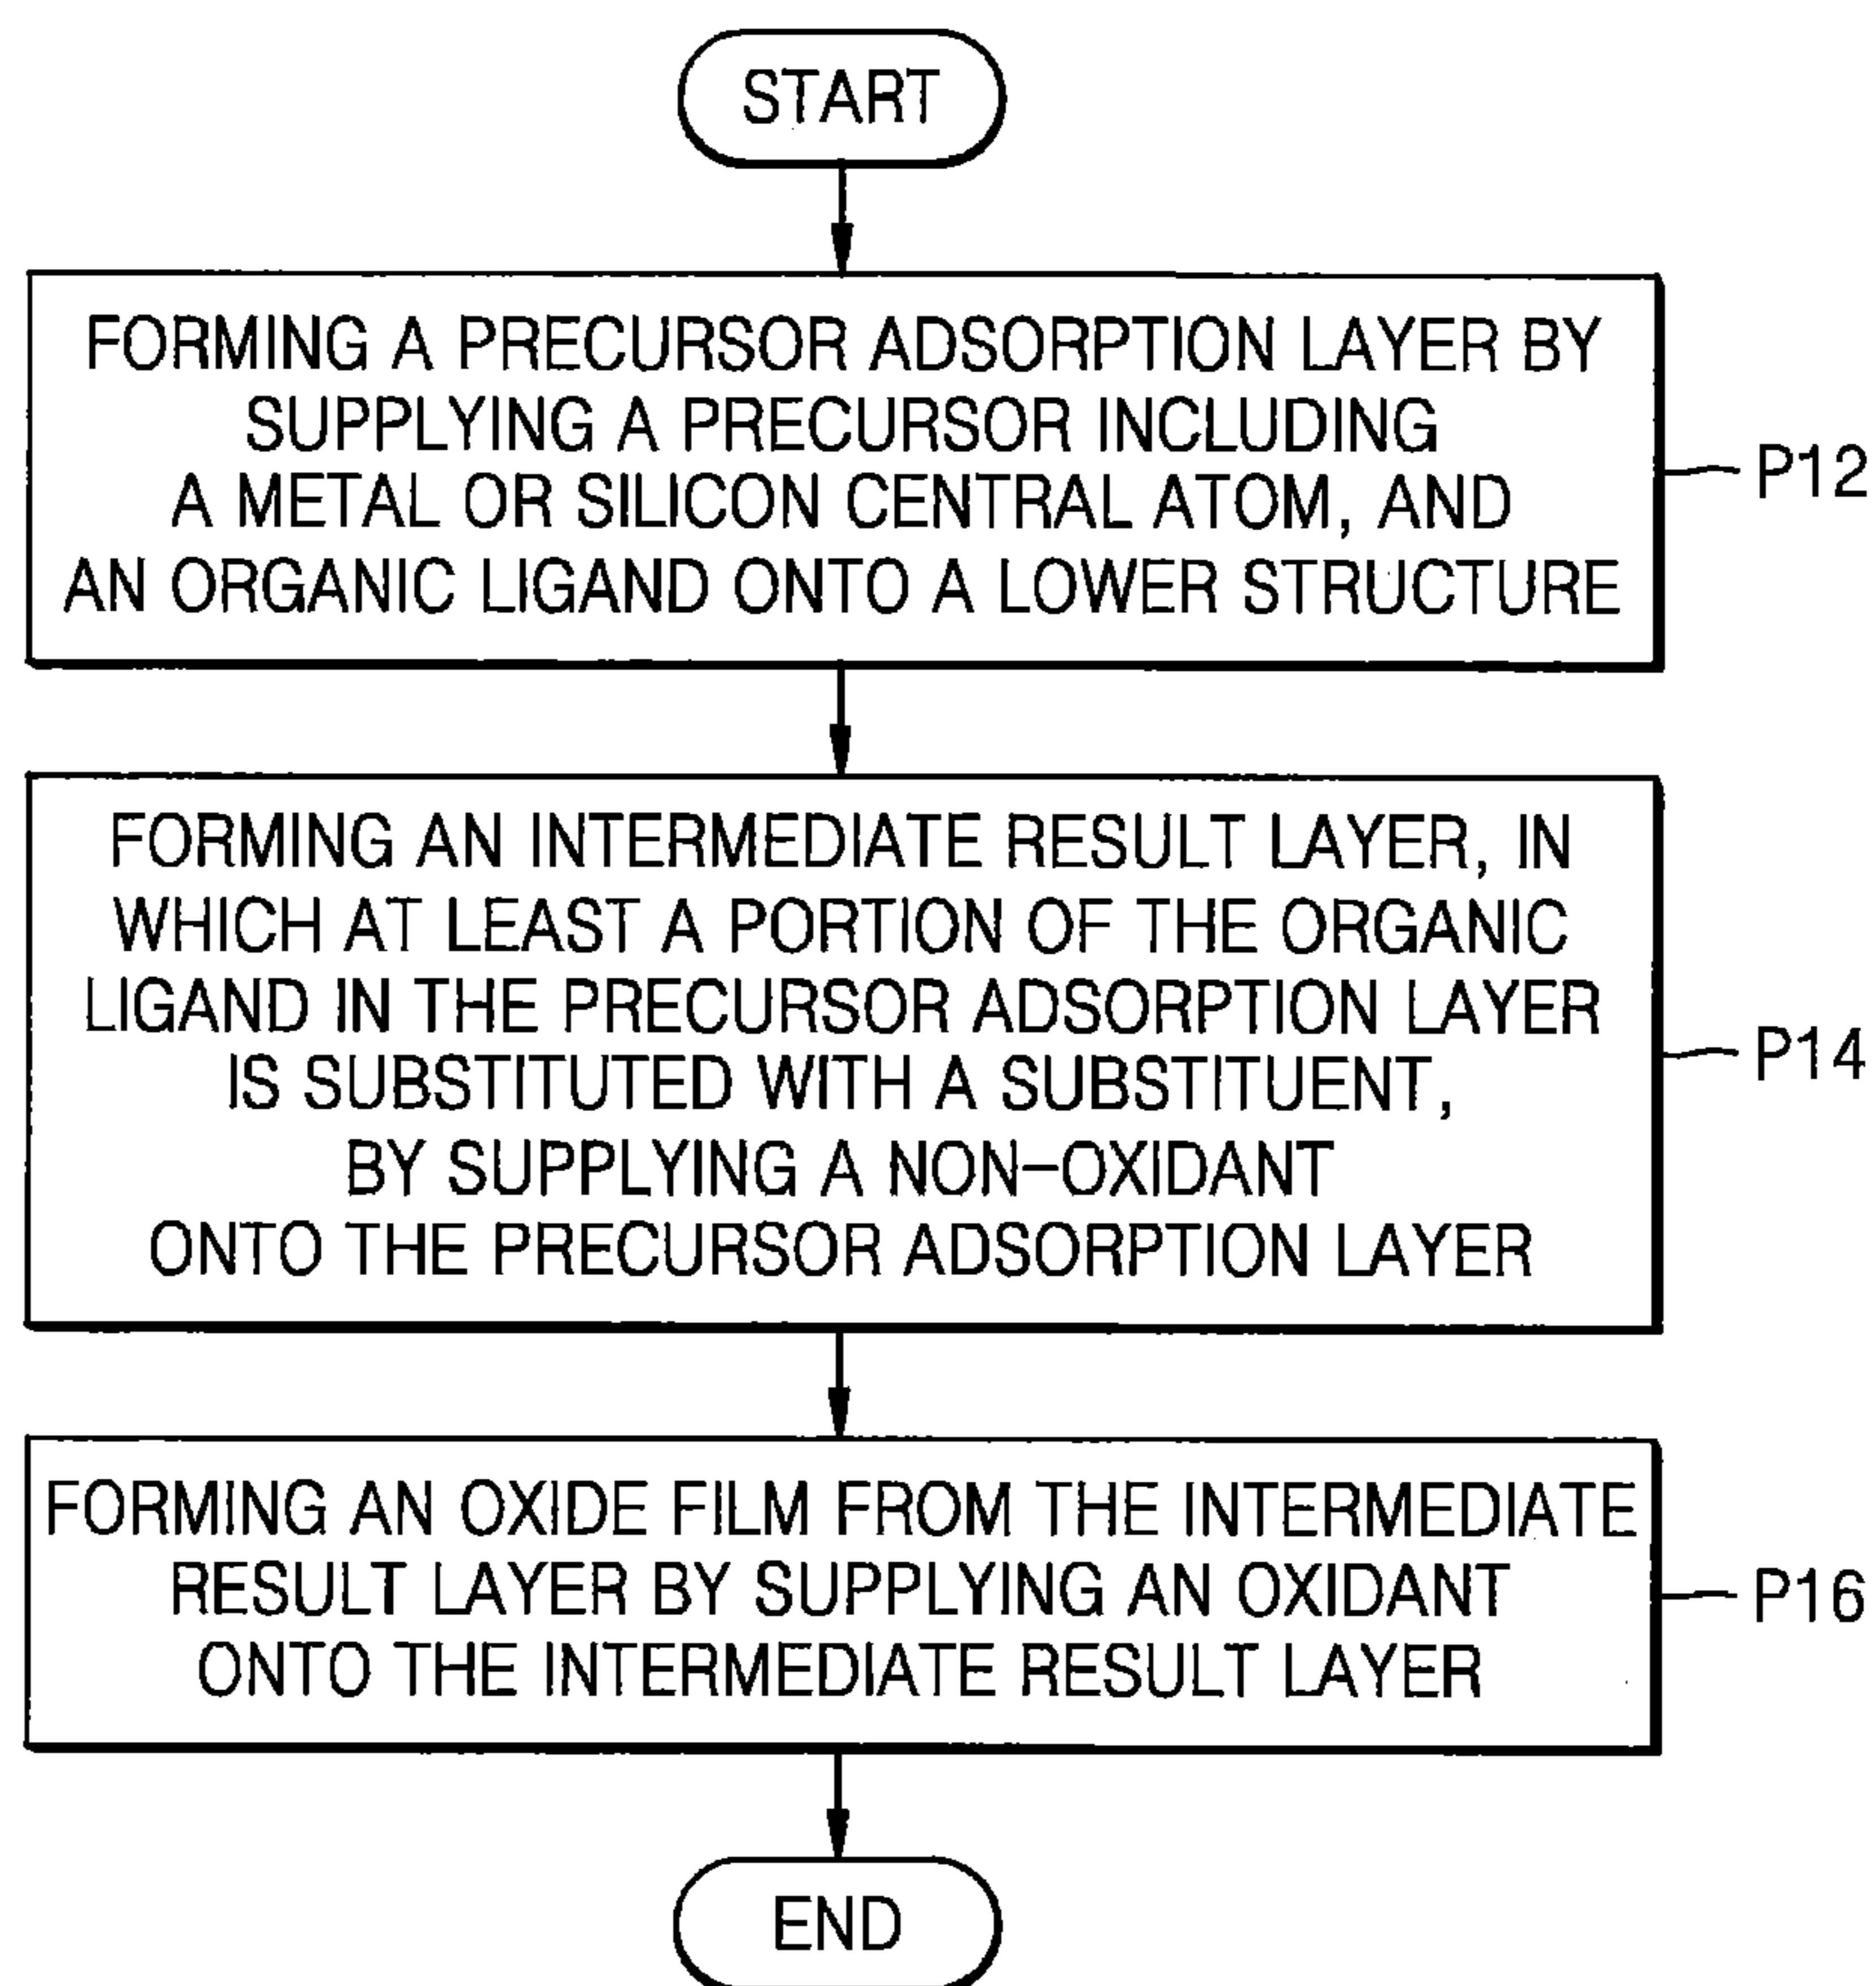 START
FORMING A PRECURSOR ADSORPTION LAYER BY
SUPPLYING A PRECURSOR INCLUDING
A METAL OR SILICON CENTRAL ATOM, AND
AN ORGANIC LIGAND ONTO A LOWER STRUCTURE
P12
FORMING AN INTERMEDIATE RESULT LAYER, IN
WHICH AT LEAST A PORTION OF THE ORGANIC
LIGAND IN THE PRECURSOR ADSORPTION LAYER
IS SUBSTITUTED WITH A SUBSTITUENT,
BY SUPPLYING A NON-OXIDANT
ONTO THE PRECURSOR ADSORPTION LAYER
P14
FORMING AN OXIDE FILM FROM THE INTERMEDIATE
RESULT LAYER BY SUPPLYING AN OXIDANT
ONTO THE INTERMEDIATE RESULT LAYER
P16
END